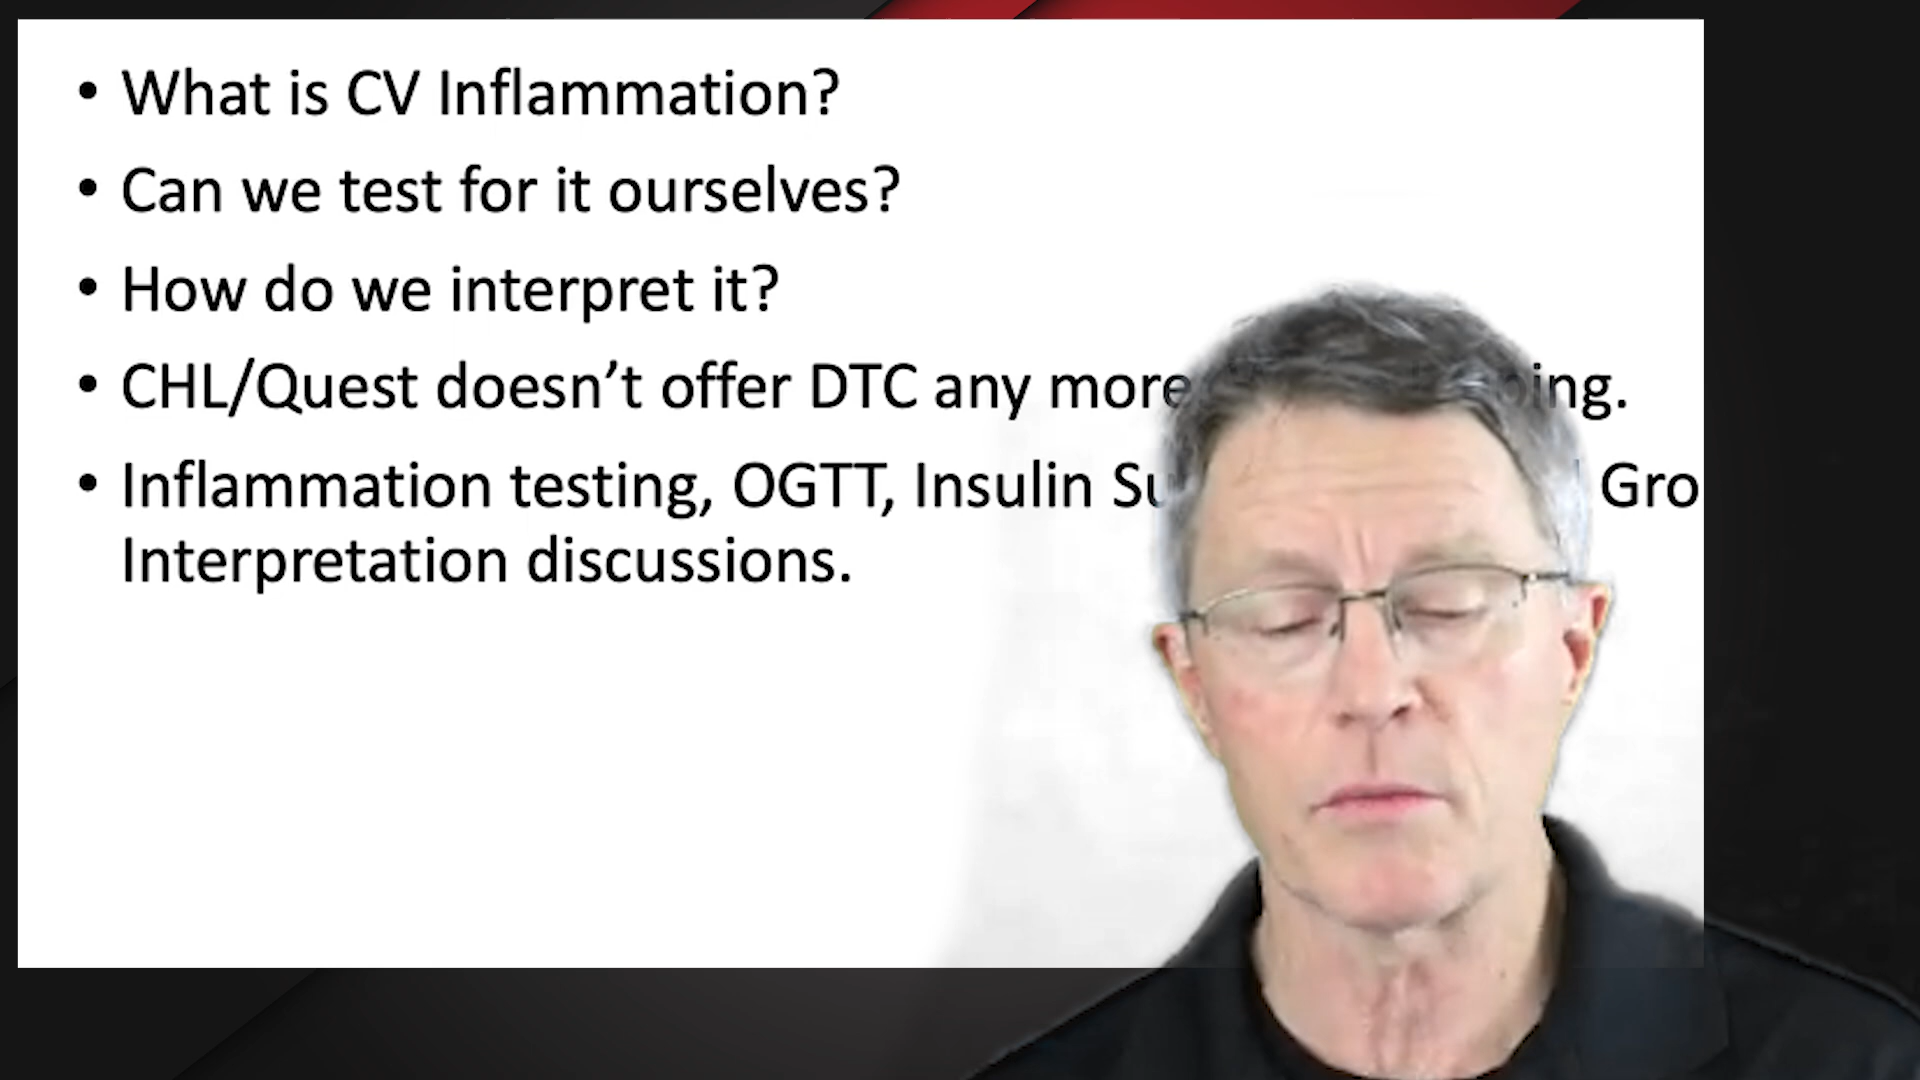 • What is CV Inflammation?
• Can we test for it ourselves?
• How do we interpret it?
• CHL/Quest doesn’t offer DTC any more
• Inflammation testing, OGTT, Insulin
Interpretation discussions.